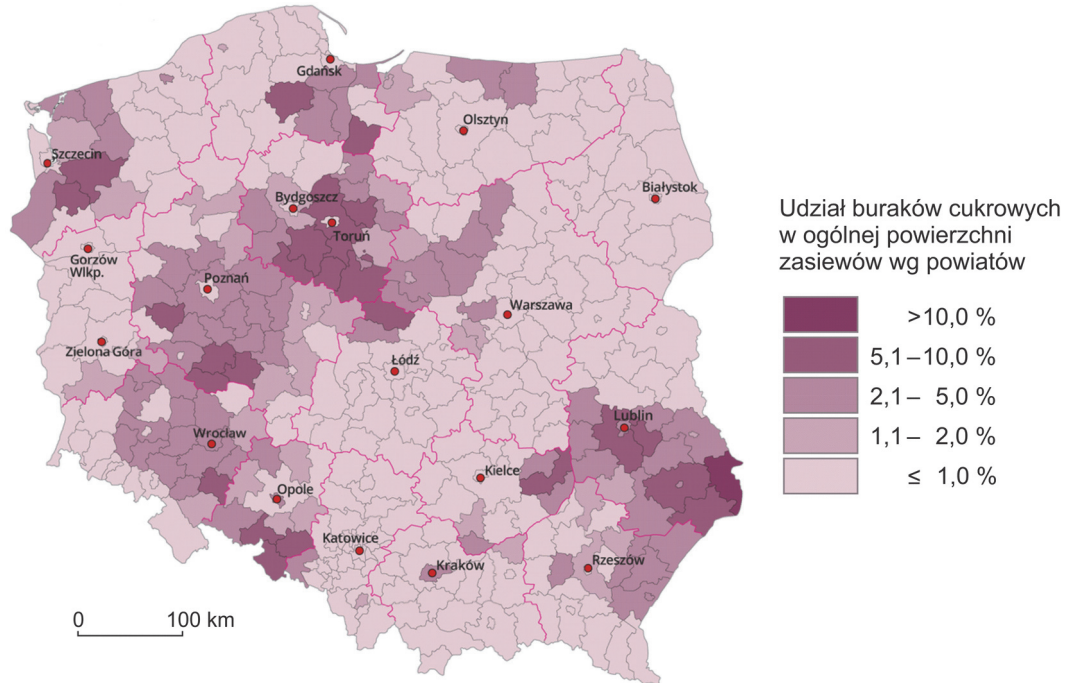 Gdańsk
Olsztyn
Szczecin
Białystok
Bydgoszcz
Toruń
Gorzów
Wlkp.
Poznań
Warszawa
Zielona Góra
Łódź
Lublin
Wrocław
Kielce
Opole
Katowice
Kraków
Rzeszów
0 100 km
Udział buraków cukrowych
w ogólnej powierzchni
zasiewów wg powiatów
>10,0 %
5,1–10,0 %
2,1– 5,0 %
1,1– 2,0 %
≤ 1,0 %